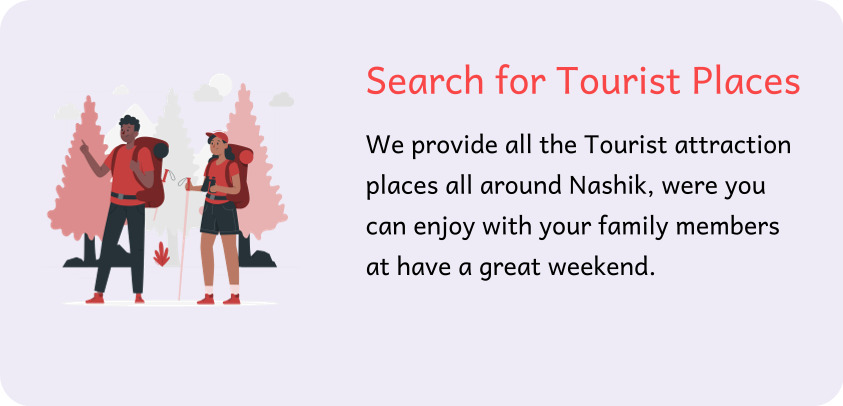 Search for Tourist Places
We provide all the Tourist attraction
places all around Nashik, were you
can enjoy with your family members
at have a great weekend.